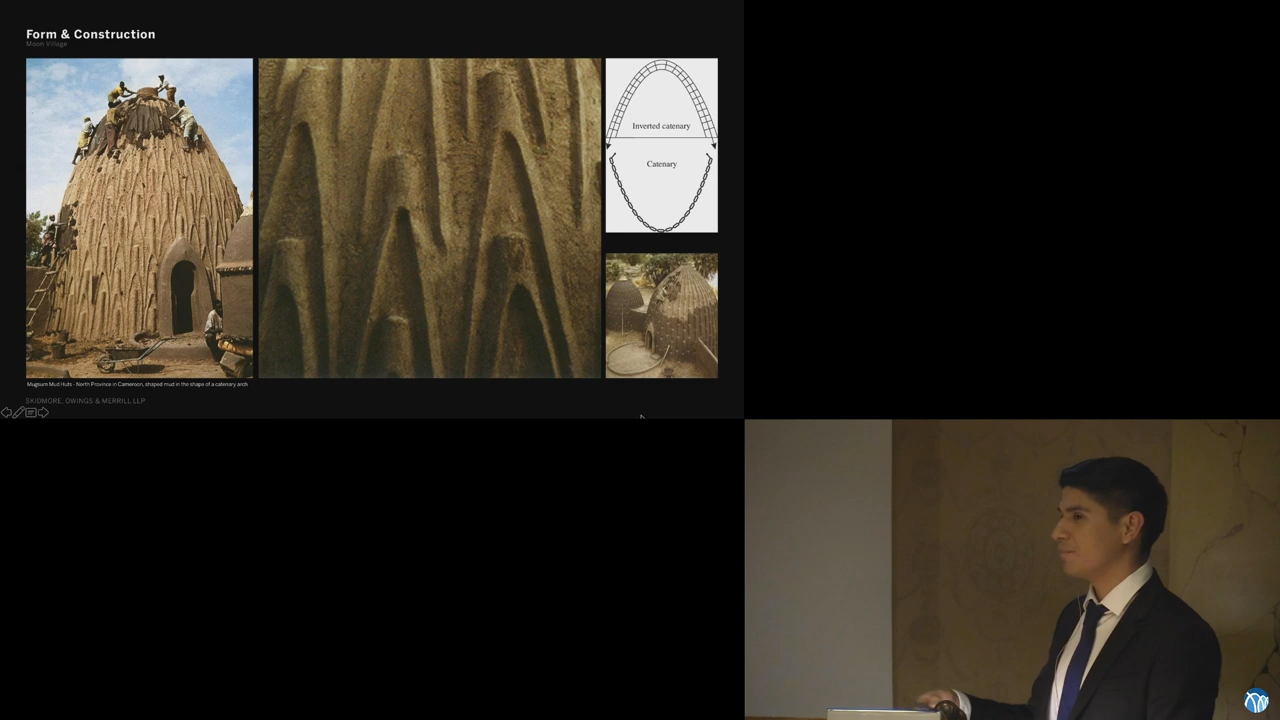 Form & Construction
Moon Village
Inverted catenary
Catenary
Mugsum Mud Huts - North Province in Cameroon, shaped mud in the shape of a catenary arch
SKIDMORE, OWINGS & MERRILL LLP